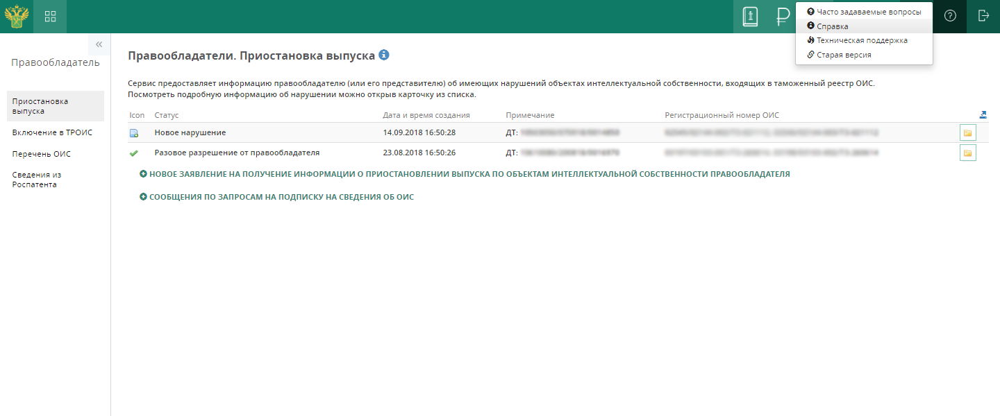 Часто задаваемые вопросы
Справка
Техническая поддержка
Старая версия
«
Правообладатель
Приостановка
выпуска
Включение в ТРОИС
Перечень ОИС
Сведения из
Роспатента
Правообладатели. Приостановка выпуска
Сервис предоставляет информацию правообладателю (или его представителю) об имеющих нарушений объектах интеллектуальной собственности, входящих в таможенный реестр ОИС.
Посмотреть подробную информацию об нарушении можно открыв карточку из списка.
Icon Статус Дата и время создания Примечание Регистрационный номер ОИС
Новое нарушение 14.09.2018 16:50:28 ДТ:
Разовое разрешение от правообладателя 23.08.2018 16:50:26 ДТ:
НОВОЕ ЗАЯВЛЕНИЕ НА ПОЛУЧЕНИЕ ИНФОРМАЦИИ О ПРИОСТАНОВЛЕНИИ ВЫПУСКА ПО ОБЪЕКТАМ ИНТЕЛЛЕКТУАЛЬНОЙ СОБСТВЕННОСТИ ПРАВООБЛАДАТЕЛЯ
СООБЩЕНИЯ ПО ЗАПРОСАМ НА ПОДПИСКУ НА СВЕДЕНИЯ ОБ ОИС